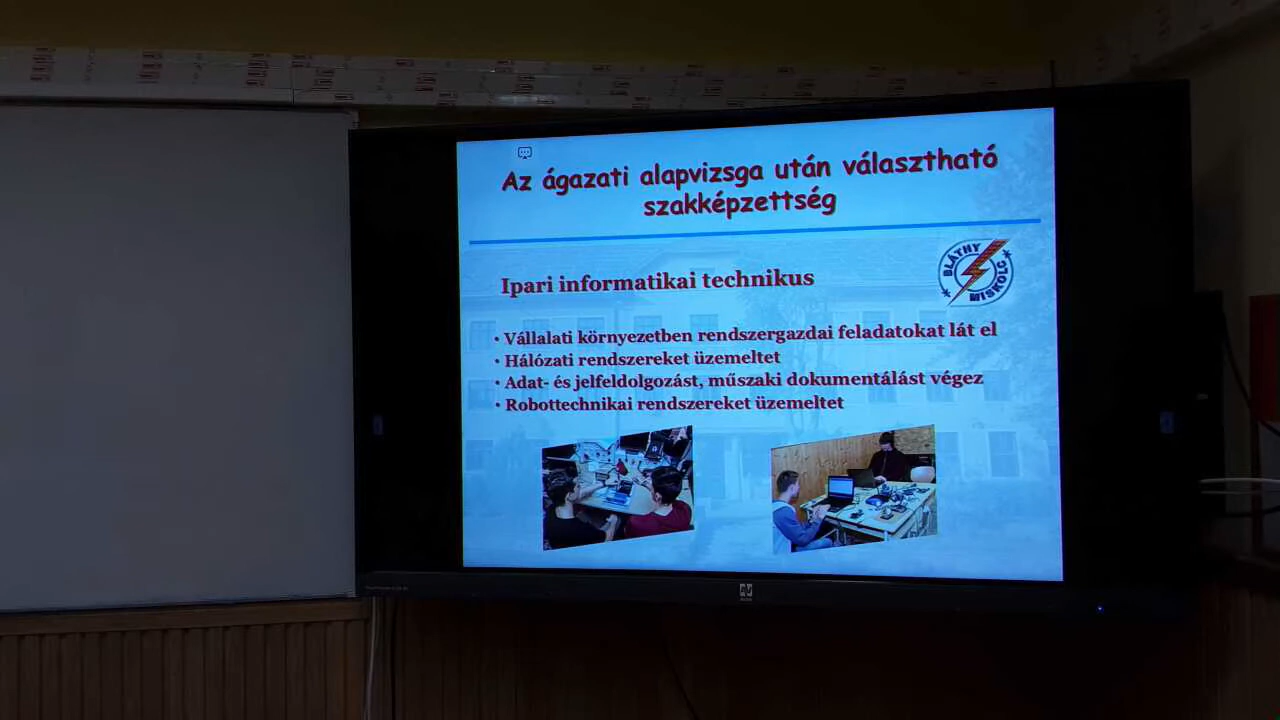 Az ágazati alapvizsga után választható
szakképzettség
BLÁTHY
MISKOLC
Ipari informatikai technikus
• Vállalati környezetben rendszergazdai feladatokat lát el
• Hálózati rendszereket üzemeltet
• Adat- és jelfeldolgozást, műszaki dokumentálást végez
• Robottechnikai rendszereket üzemeltet